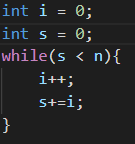 int i = 0;
int s = 0;
while(s < n){
    i++;
    s+=i;
}